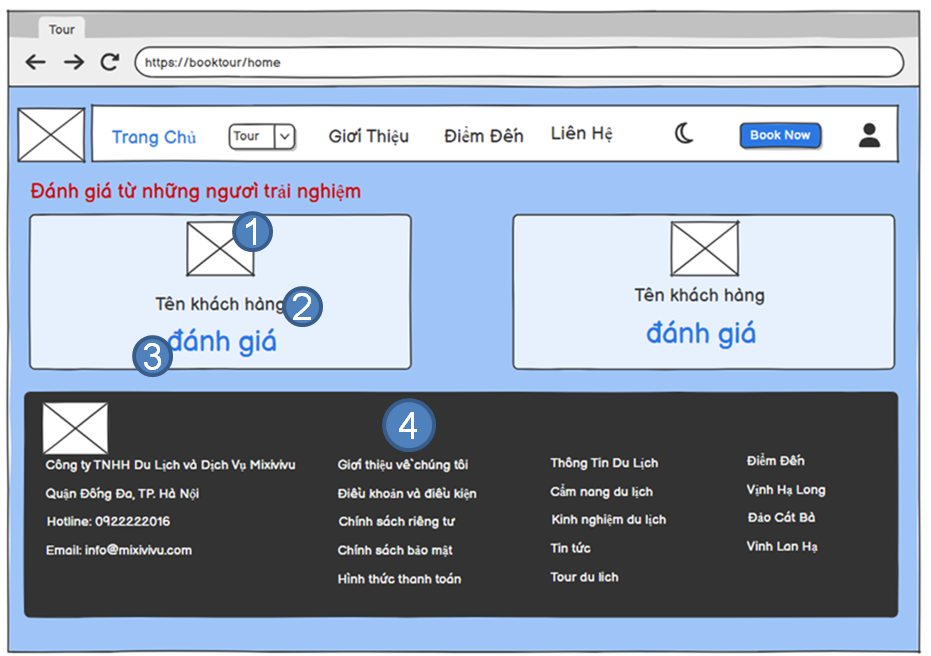 Tour
https://booktour/home
Trang Chủ
Tour
Giới Thiệu
Điểm Đến
Liên Hệ
Book Now
Đánh giá từ những người trải nghiệm
1
Tên khách hàng
2
3
đánh giá
Tên khách hàng
đánh giá
4
Công ty TNHH Du Lịch và Dịch Vụ Mixivivu
Quận Đống Đa, TP. Hà Nội
Hotline: 0922222016
Email: info@mixivivu.com
Giới thiệu về chúng tôi
Điều khoản và điều kiện
Chính sách riêng tư
Chính sách bảo mật
Hình thức thanh toán
Thông Tin Du Lịch
Cẩm nang du lịch
Kinh nghiệm du lịch
Tin tức
Tour du lich
Điểm Đến
Vịnh Hạ Long
Đảo Cát Bà
Vinh Lan Hạ